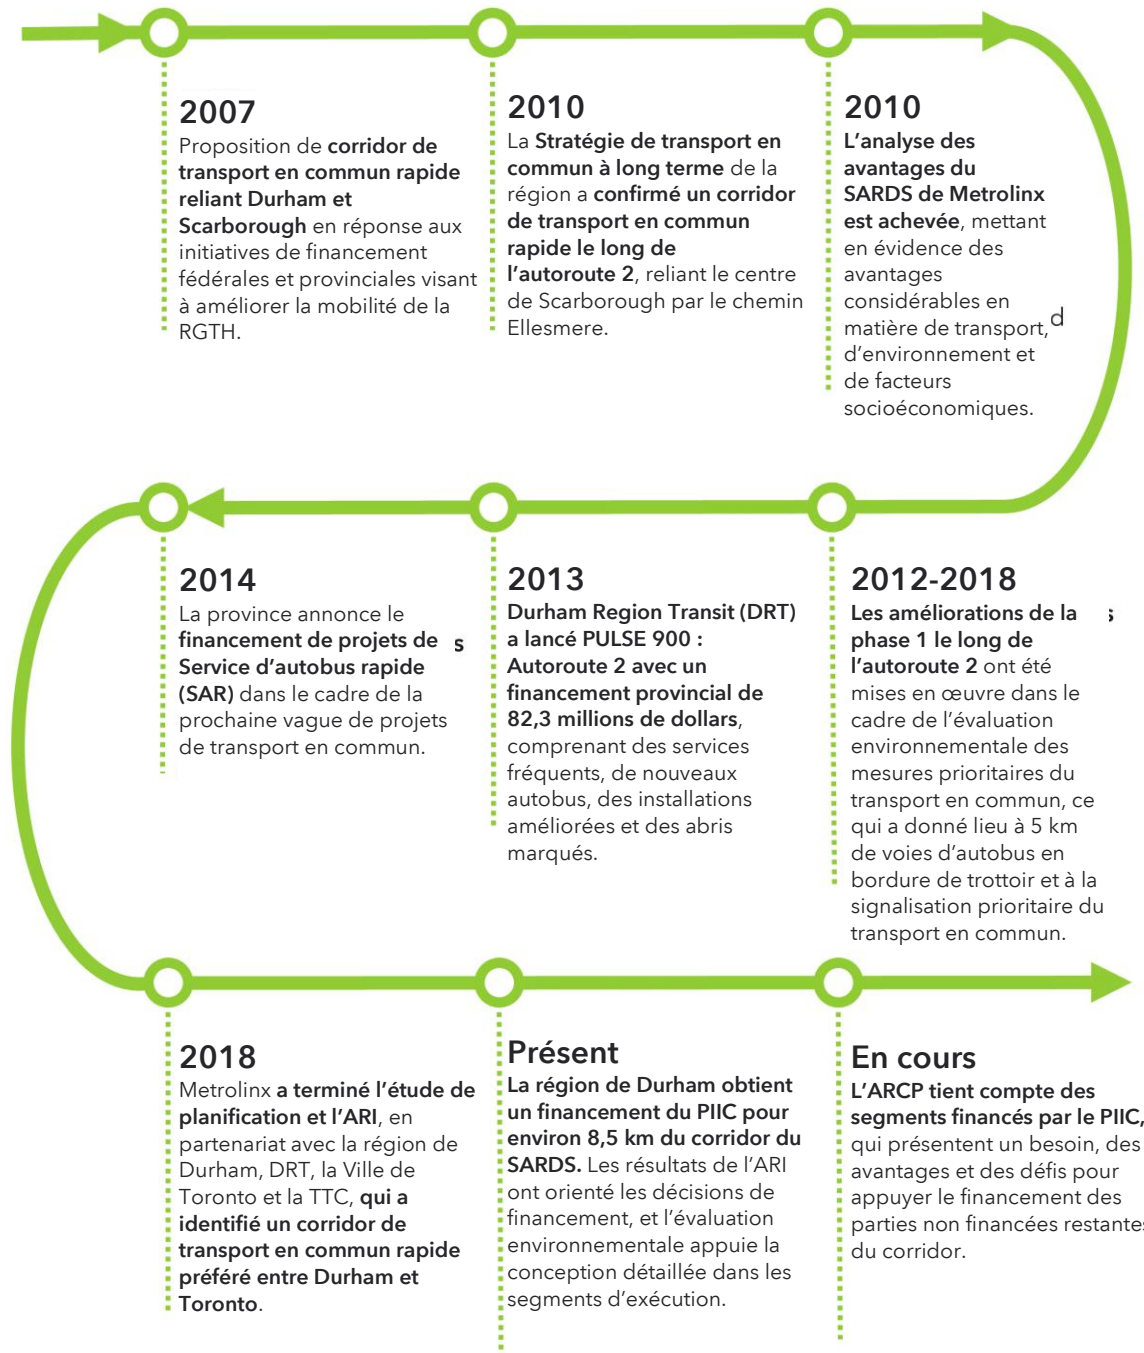 2007
Proposition de corridor de
transport en commun rapide
reliant Durham et
Scarborough en réponse aux
initiatives de financement
fédérales et provinciales visant
à améliorer la mobilité de la
RGTH.
2010
La Stratégie de transport en
commun à long terme de la
région a confirmé un corridor
de transport en commun
rapide le long de
l’autoroute 2, reliant le centre
de Scarborough par le chemin
Ellesmere.
2010
L’analyse des
avantages du
SARDS de Metrolinx
est achevée, mettant
en évidence des
avantages
considérables en
matière de transport, d
d’environnement et
de facteurs
socioéconomiques.
2014
La province annonce le
financement de projets de s
Service d’autobus rapide
(SAR) dans le cadre de la
prochaine vague de projets
de transport en commun.
2013
Durham Region Transit (DRT)
a lancé PULSE 900 :
Autoroute 2 avec un
financement provincial de
82,3 millions de dollars,
comprenant des services
fréquents, de nouveaux
autobus, des installations
améliorées et des abris
marqués.
2012-2018
Les améliorations de la s
phase 1 le long de
l’autoroute 2 ont été
mises en œuvre dans le
cadre de l’évaluation
environnementale des
mesures prioritaires du
transport en commun, ce
qui a donné lieu à 5 km
de voies d’autobus en
bordure de trottoir et à la
signalisation prioritaire du
transport en commun.
2018
Metrolinx a terminé l’étude de
planification et l’ARI, en
partenariat avec la région de
Durham, DRT, la Ville de
Toronto et la TTC, qui a
identifié un corridor de
transport en commun rapide
préféré entre Durham et
Toronto.
Présent
La région de Durham obtient
un financement du PIIC pour
environ 8,5 km du corridor du
SARDS. Les résultats de l’ARI
ont orienté les décisions de
financement, et l’évaluation
environnementale appuie la
conception détaillée dans les
segments d’exécution.
En cours
L’ARCP tient compte des
segments financés par le PIIC,
qui présentent un besoin, des
avantages et des défis pour
appuyer le financement des
parties non financées restantes
du corridor.